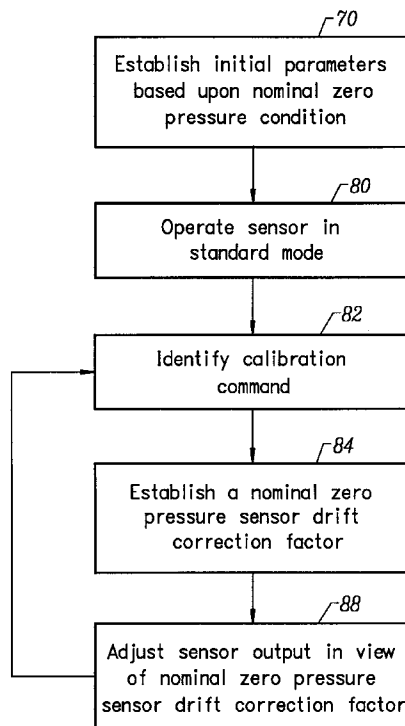 70
Establish initial parameters
based upon nominal zero
pressure condition
80
Operate sensor in
standard mode
82
Identify calibration
command
84
Establish a nominal zero
pressure sensor drift
correction factor
88
Adjust sensor output in view
of nominal zero pressure
sensor drift correction factor